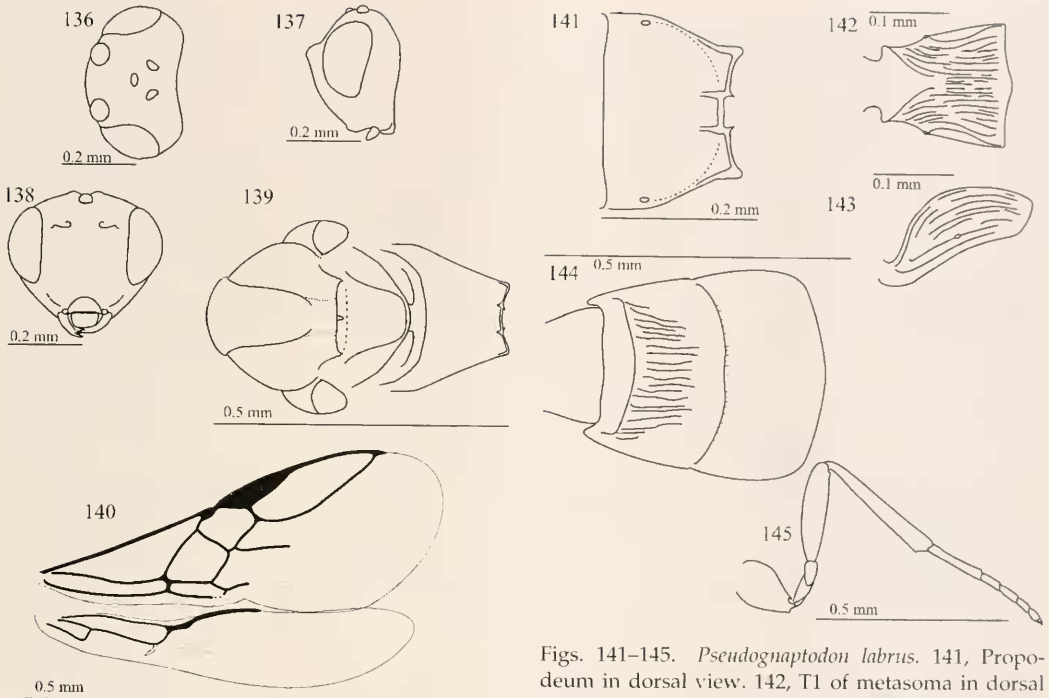 136
0.2 mm
137
0.2 mm
138
0.2 mm
139
0.5 mm
140
0.5 mm
141
0.2 mm
142
0.1 mm
143
0.1 mm
144
0.5 mm
145
0.5 mm
Figs. 141–145. Pseudognaptodon labrus. 141, Propo-
deum in dorsal view. 142, T1 of metasoma in dorsal